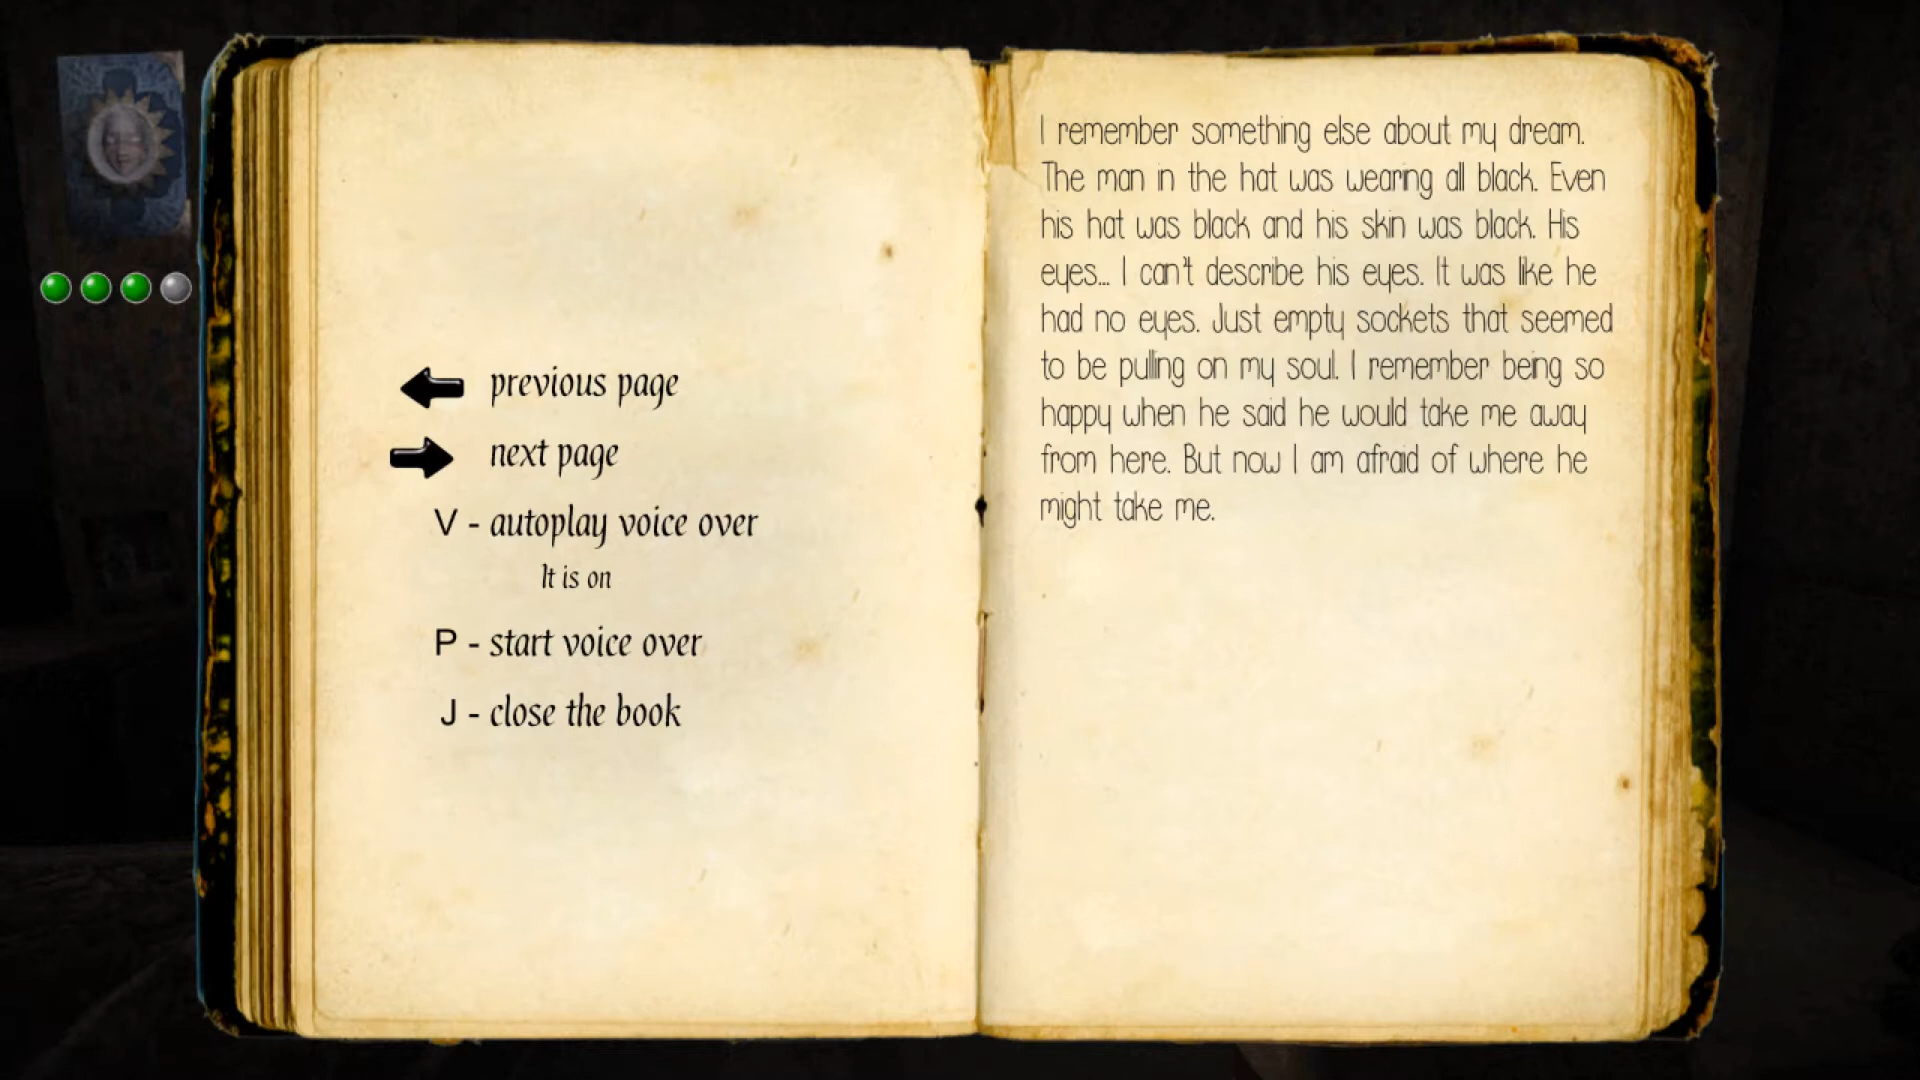 previous page
next page
V - autoplay voice over
It is on
P - start voice over
J - close the book
I remember something else about my dream.
The man in the hat was wearing all black. Even
his hat was black and his skin was black. His
eyes... I can't describe his eyes. It was like he
had no eyes. Just empty sockets that seemed
to be pulling on my soul. I remember being so
happy when he said he would take me away
from here. But now I am afraid of where he
might take me.